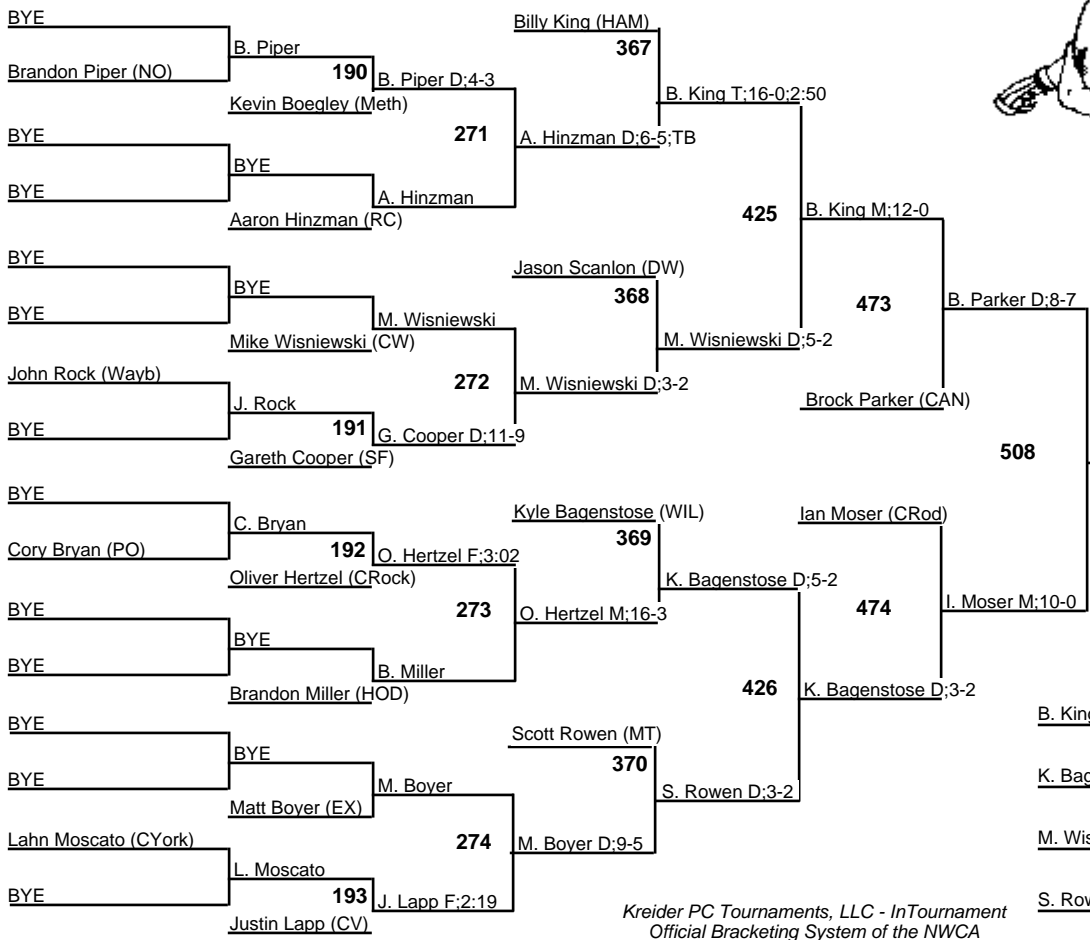 BYE
B. Piper
Brandon Piper (NO)
190
B. Piper D;4-3
Kevin Boegley (Meth)
BYE
BYE
BYE
A. Hinzman
Aaron Hinzman (RC)
271
A. Hinzman D;6-5;TB
Billy King (HAM)
367
B. King T;16-0;2:50
BYE
BYE
BYE
M. Wisniewski
Mike Wisniewski (CW)
272
M. Wisniewski D;3-2
John Rock (Wayb)
J. Rock
BYE
191
G. Cooper D;11-9
Gareth Cooper (SF)
Jason Scanlon (DW)
368
M. Wisniewski D;5-2
425
B. King M;12-0
473
B. Parker D;8-7
Brock Parker (CAN)
508
BYE
C. Bryan
Cory Bryan (PO)
192
O. Hertzel F;3:02
Oliver Hertzel (CRock)
273
O. Hertzel M;16-3
BYE
BYE
BYE
B. Miller
Brandon Miller (HOD)
Kyle Bagenstose (WIL)
369
K. Bagenstose D;5-2
Ian Moser (CRod)
474
I. Moser M;10-0
426
K. Bagenstose D;3-2
BYE
BYE
BYE
M. Boyer
Matt Boyer (EX)
274
M. Boyer D;9-5
Lahn Moscato (CYork)
L. Moscato
BYE
193
J. Lapp F;2:19
Justin Lapp (CV)
Scott Rowen (MT)
370
S. Rowen D;3-2
B. King
K. Bag
M. Wis
S. Row
Kreider PC Tournaments, LLC - InTournament
Official Bracketing System of the NWCA